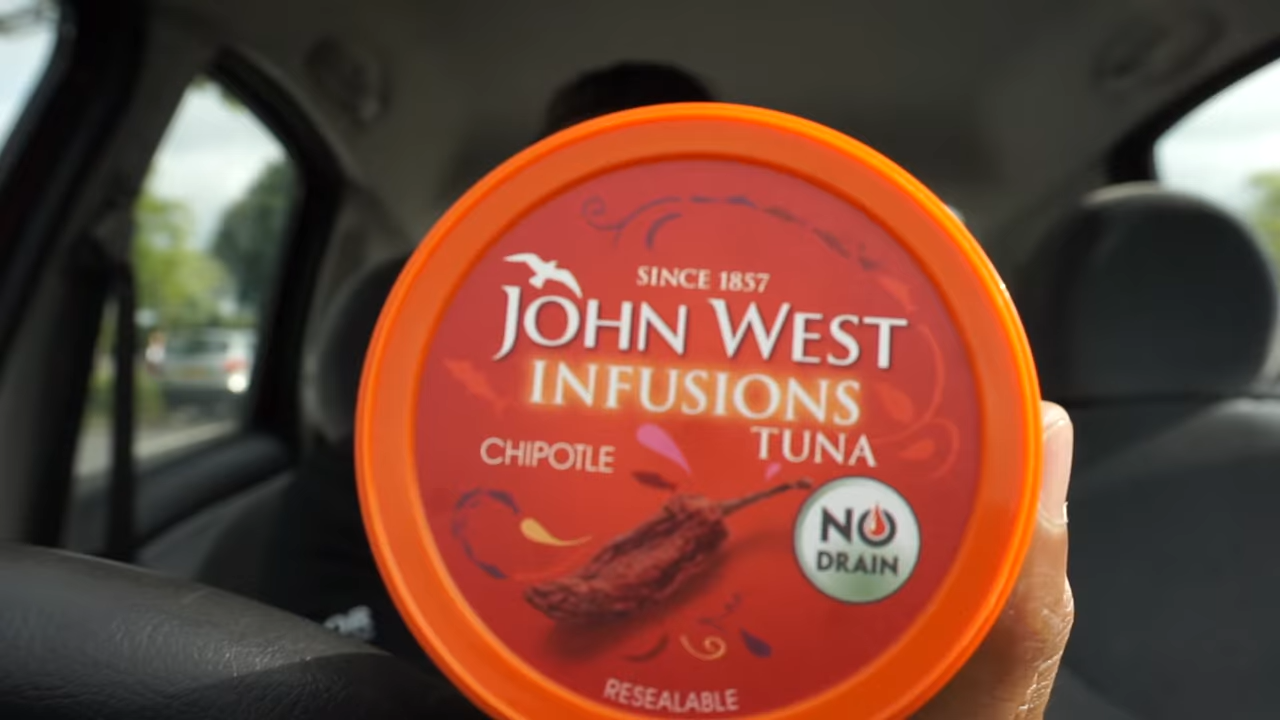 SINCE 1857
JOHN WEST
INFUSIONS
TUNA
CHIPOTLE
NO
DRAIN
RESEALABLE